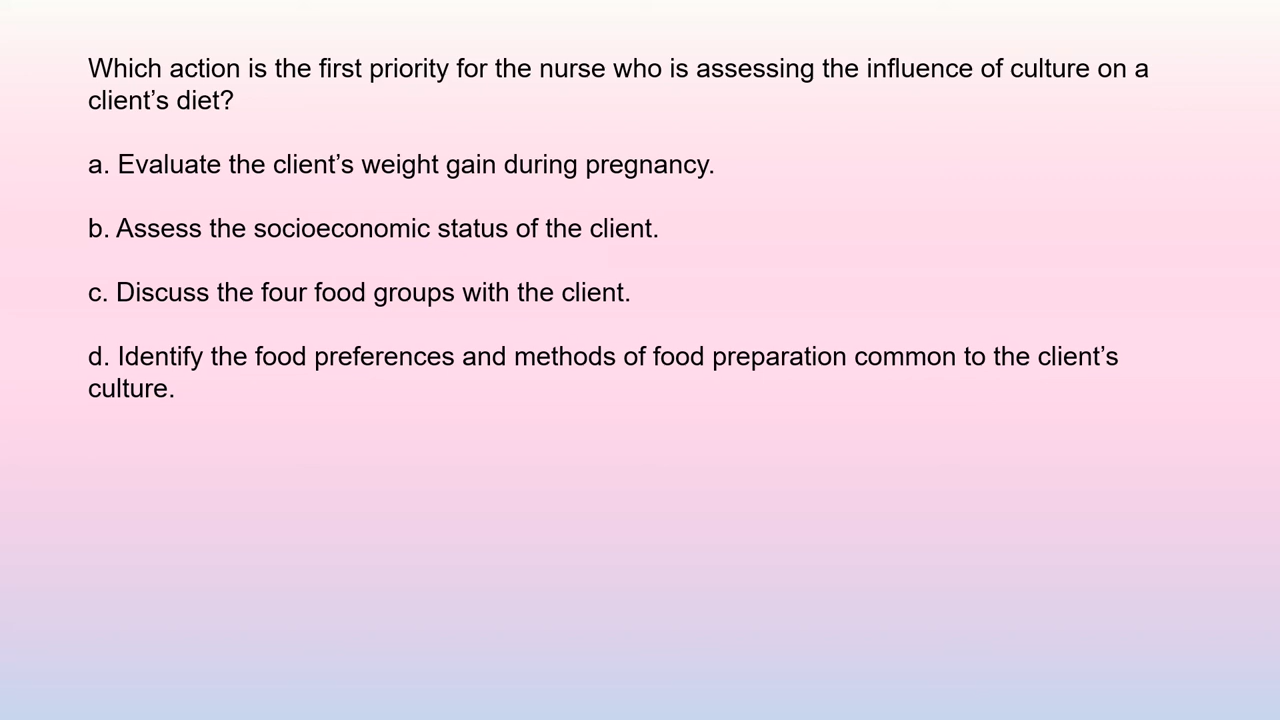 Which action is the first priority for the nurse who is assessing the influence of culture on a
client’s diet?
a. Evaluate the client’s weight gain during pregnancy.
b. Assess the socioeconomic status of the client.
c. Discuss the four food groups with the client.
d. Identify the food preferences and methods of food preparation common to the client’s
culture.